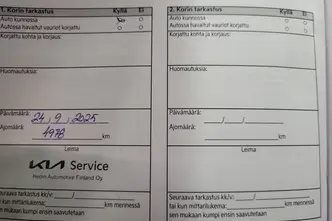 1. Korin tarkastus Kyllä Ei
Auto kunnossa
Autossa havaitut vauriot korjattu
Korjattu kohta ja korjaus:
Huomautuksia:
Päivämäärä: 24, 9, 2025
Ajomäärä: 4978 km
Leima
KIA Service
Hedin Automotive Finland Oy
Seuraava tarkastus kk/v: /
tai kun mittarilukema: km mennessä
sen mukaan kumpi ensin saavutetaan
2. Korin tarkastus Kyllä Ei
Auto kunnossa
Autossa havaitut vauriot korjattu
Korjattu kohta ja korjaus:
Huomautuksia:
Päivämäärä: / /
Ajomäärä: km
Leima
Seuraava tarkastus kk/v: /
tai kun mittarilukema: km mennessä
sen mukaan kumpi ensin saavutetaan